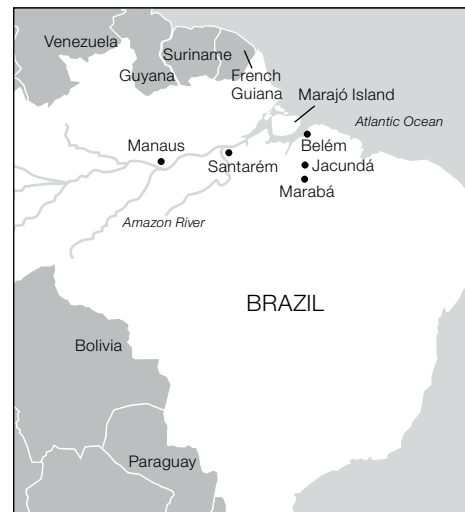 Venezuela
Suriname
Guyana
French
Guiana
Marajó Island
Atlantic Ocean
Belém
Manaus
Santarém
Jacundá
Marabá
Amazon River
BRAZIL
Bolivia
Paraguay